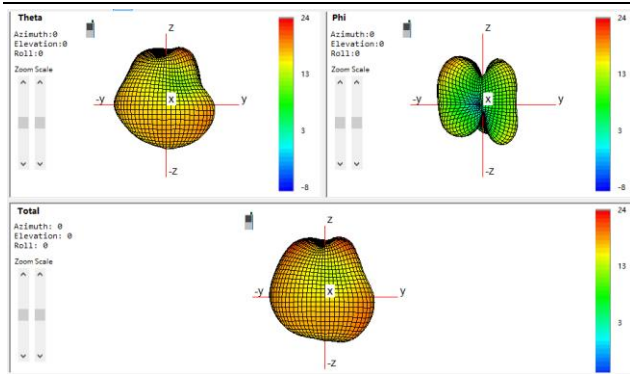 Theta
Azimuth:0
Elevation:0
Roll:0
Zoom Scale
z
-y
x
y
-z
24
13
3
-8
Phi
Azimuth:0
Elevation:0
Roll:0
Zoom Scale
z
-y
x
y
-z
24
13
3
-8
Total
Azimuth: 0
Elevation: 0
Roll: 0
Zoom Scale
z
-y
x
y
-z
24
13
3